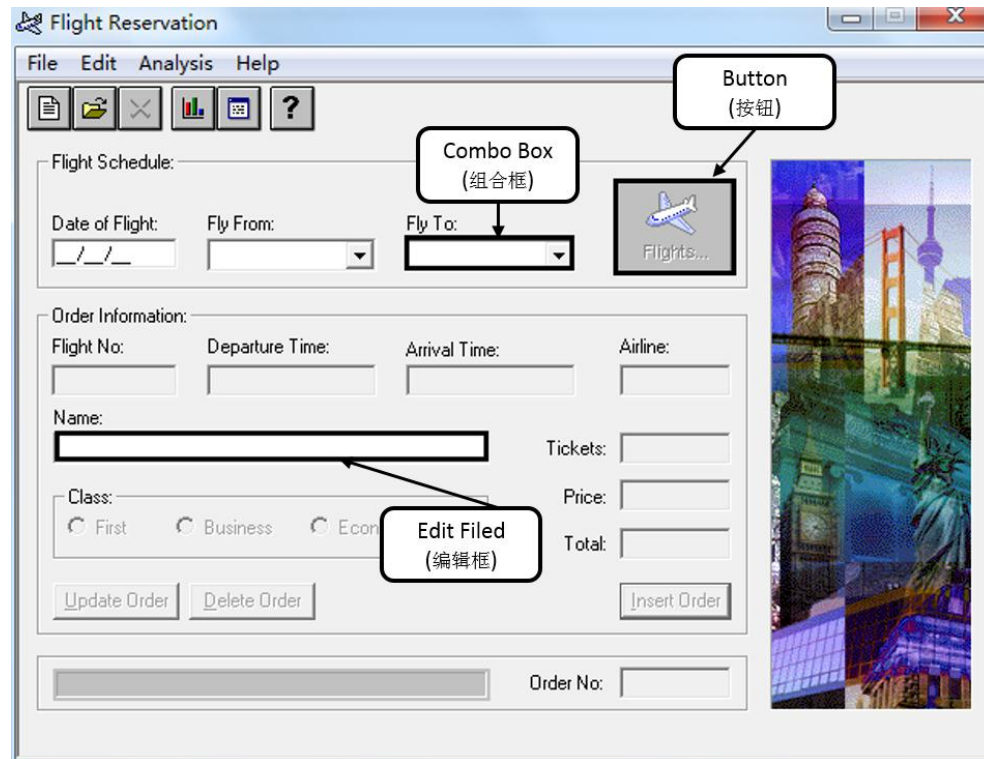 Flight Reservation
File Edit Analysis Help
Button
(按钮)
?
Flight Schedule:
Combo Box
(组合框)
Date of Flight:
Fly From:
Fly To:
__/__/__
Flights...
Order Information:
Flight No:
Departure Time:
Arrival Time:
Airline:
Name:
Tickets:
Class:
Price:
First
Business
Econ
Edit Filed
(编辑框)
Total:
Update Order
Delete Order
Insert Order
Order No: